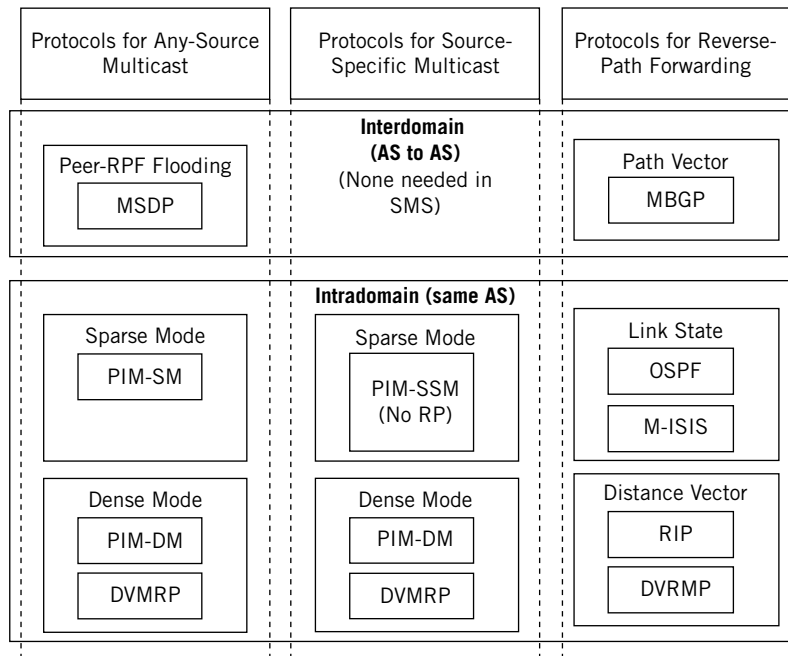 Protocols for Any-Source
Multicast
Protocols for Source-
Specific Multicast
Protocols for Reverse-
Path Forwarding
Interdomain
(AS to AS)
(None needed in
SMS)
Peer-RPF Flooding
MSDP
Path Vector
MBGP
Intradomain (same AS)
Sparse Mode
PIM-SM
Sparse Mode
PIM-SSM
(No RP)
Link State
OSPF
M-ISIS
Dense Mode
PIM-DM
DVMRP
Dense Mode
PIM-DM
DVMRP
Distance Vector
RIP
DVRMP